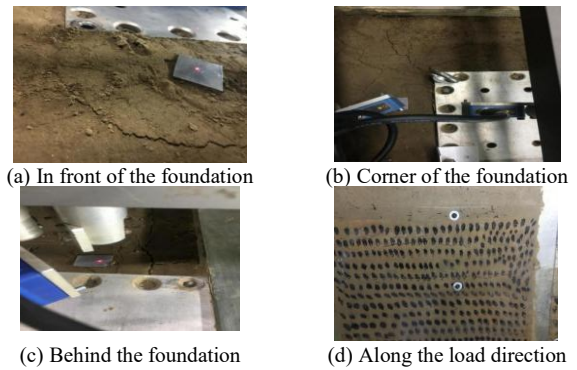 (a) In front of the foundation
(b) Corner of the foundation
(c) Behind the foundation
(d) Along the load direction